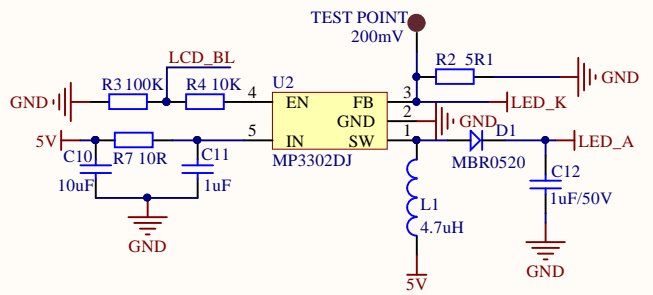 TEST POINT
200mV
LCD_BL
R2 5R1
GND
R3 100K
R4 10K
U2
GND
4
EN
FB
3
LED_K
GND
2
GND
5V
R7 10R
5
IN
SW
1
D1
LED_A
C10
10uF
C11
1uF
MP3302DJ
MBR0520
C12
1uF/50V
L1
4.7uH
GND
GND
5V